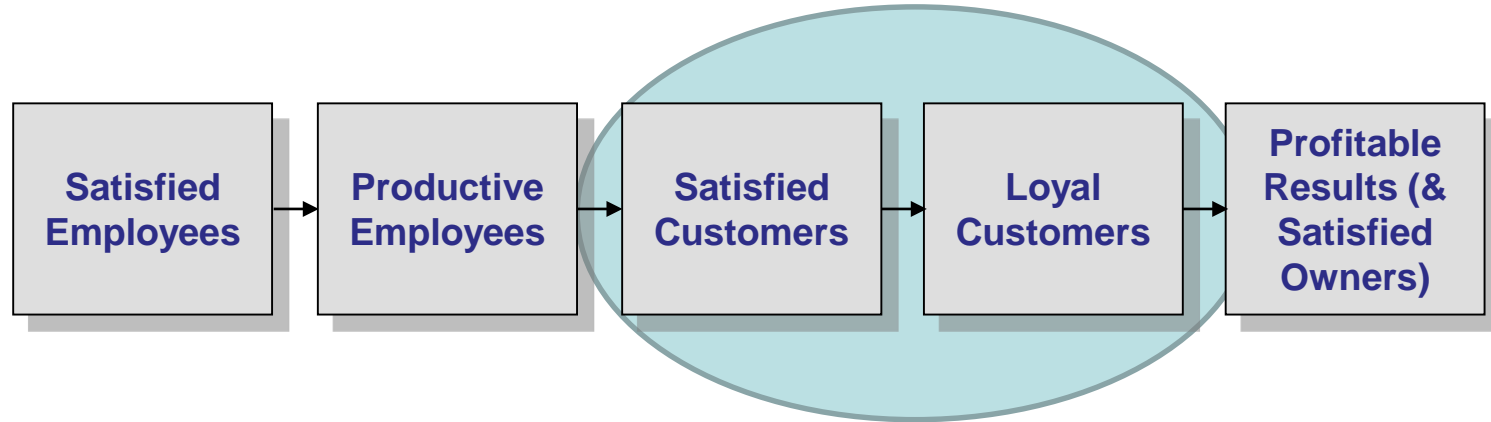 Satisfied
Employees
Productive
Employees
Satisfied
Customers
Loyal
Customers
Profitable
Results (&
Satisfied
Owners)